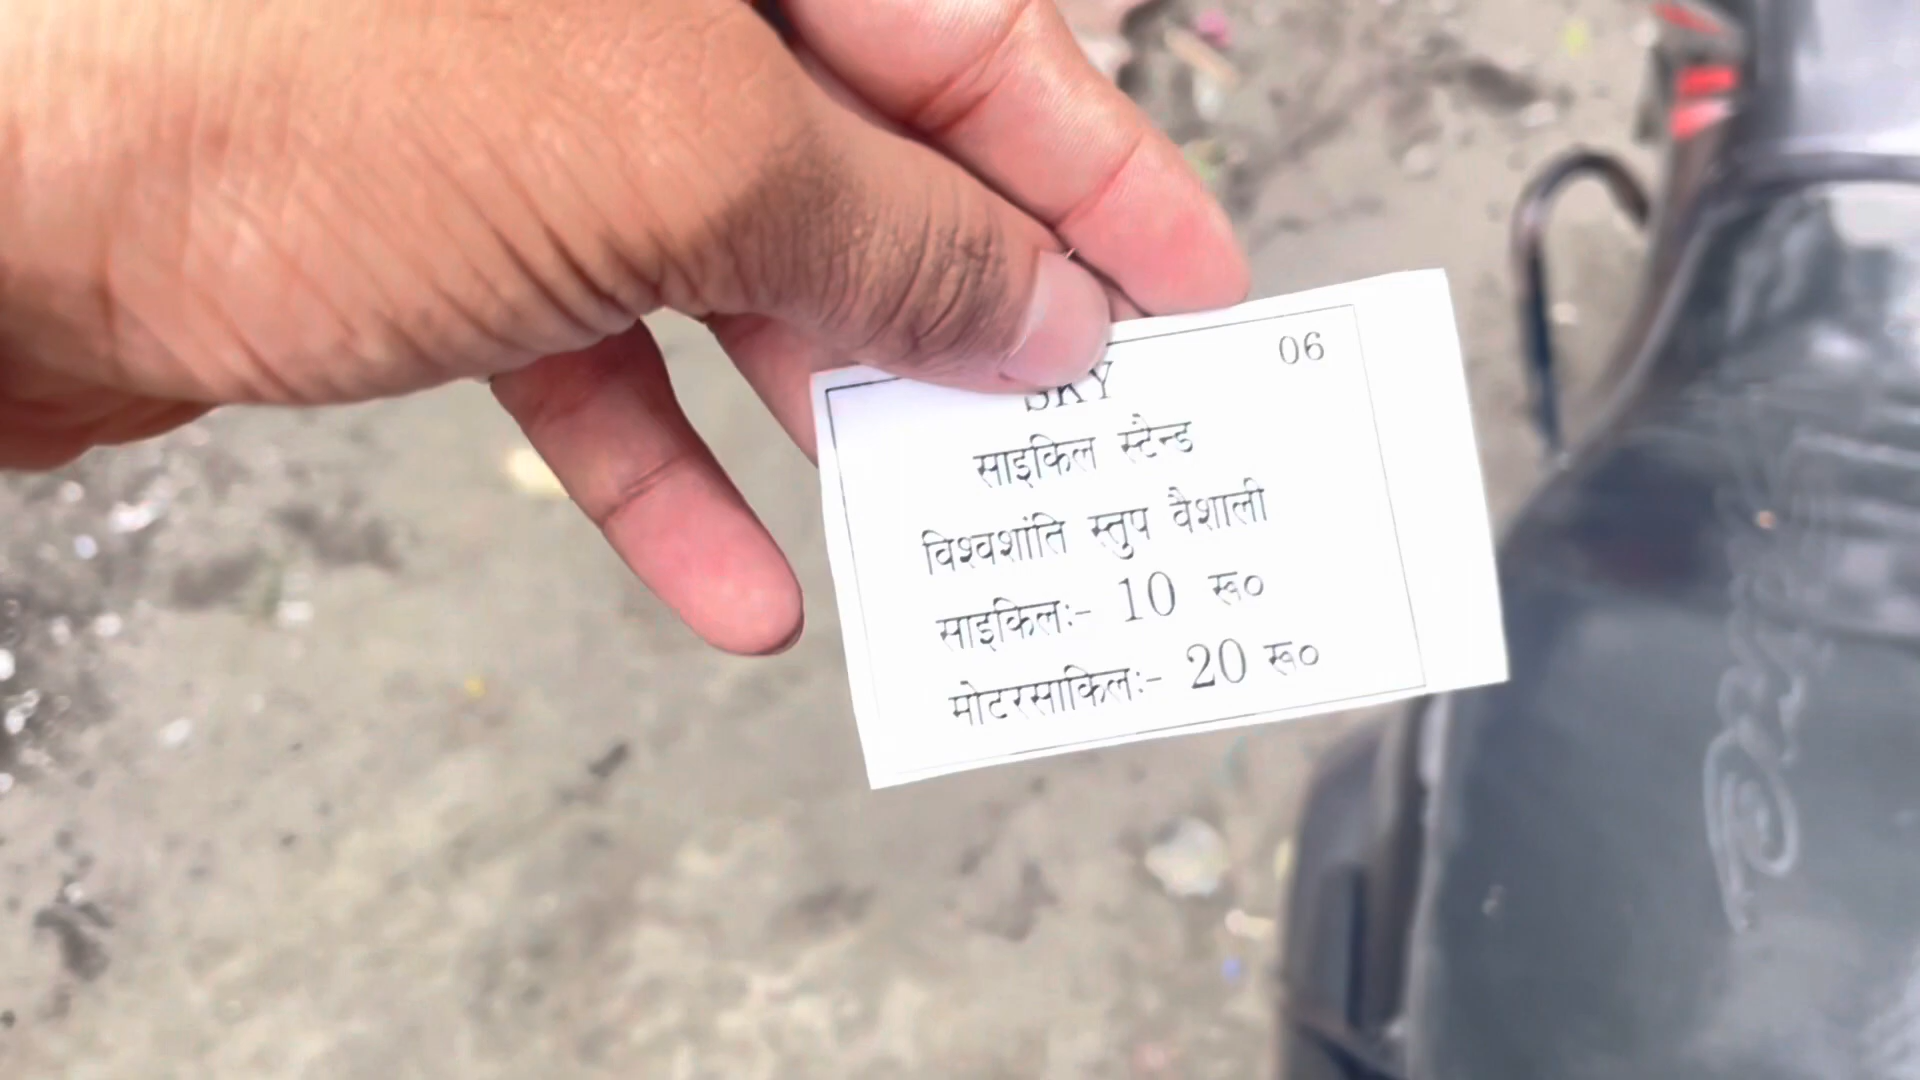 06
SKY
साइकिल स्टैन्ड
विश्वशांति स्तुप वैशाली
साइकिलः- 10 रू०
मोटरसाकिलः- 20 रू०